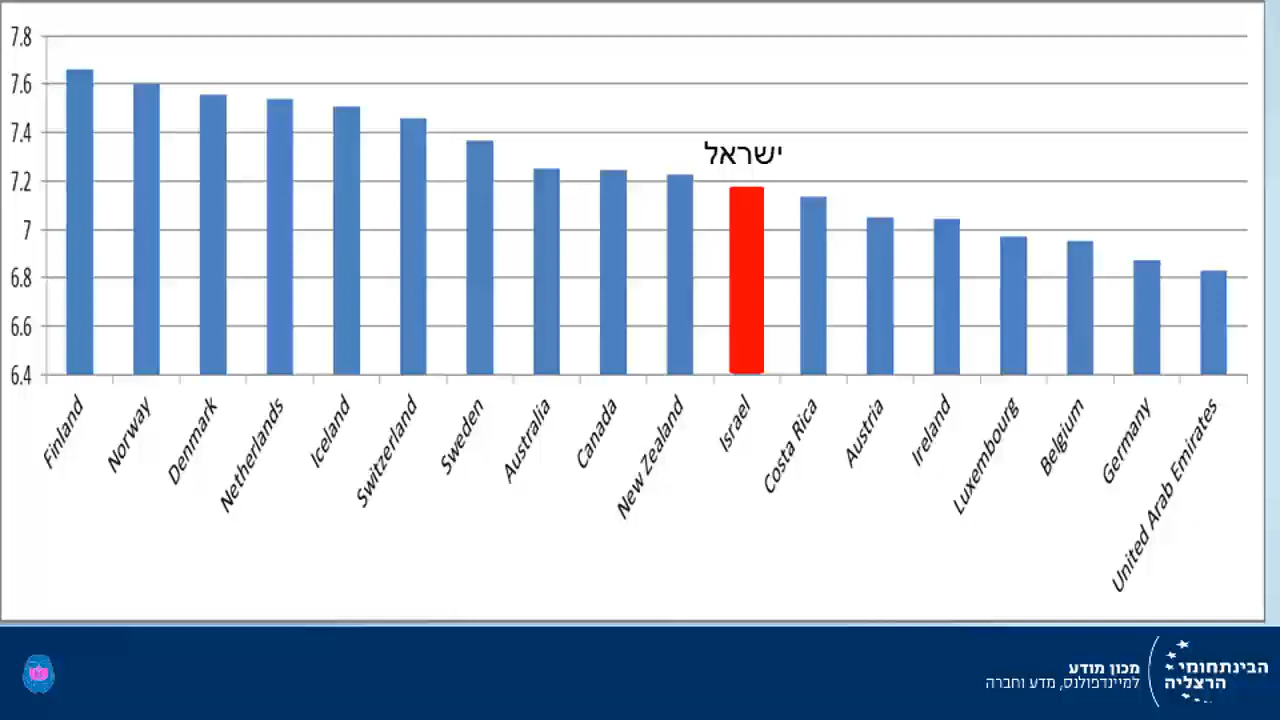 7.8
7.6
7.4
7.2
7
6.8
6.6
6.4
ישראל
Finland
Norway
Denmark
Netherlands
Iceland
Switzerland
Sweden
Australia
Canada
New Zealand
Israel
Costa Rica
Austria
Ireland
Luxembourg
Belgium
Germany
United Arab Emirates
הבינתחומי
הרצליה
מכון מודע
למיינדפולנס, מדע וחברה